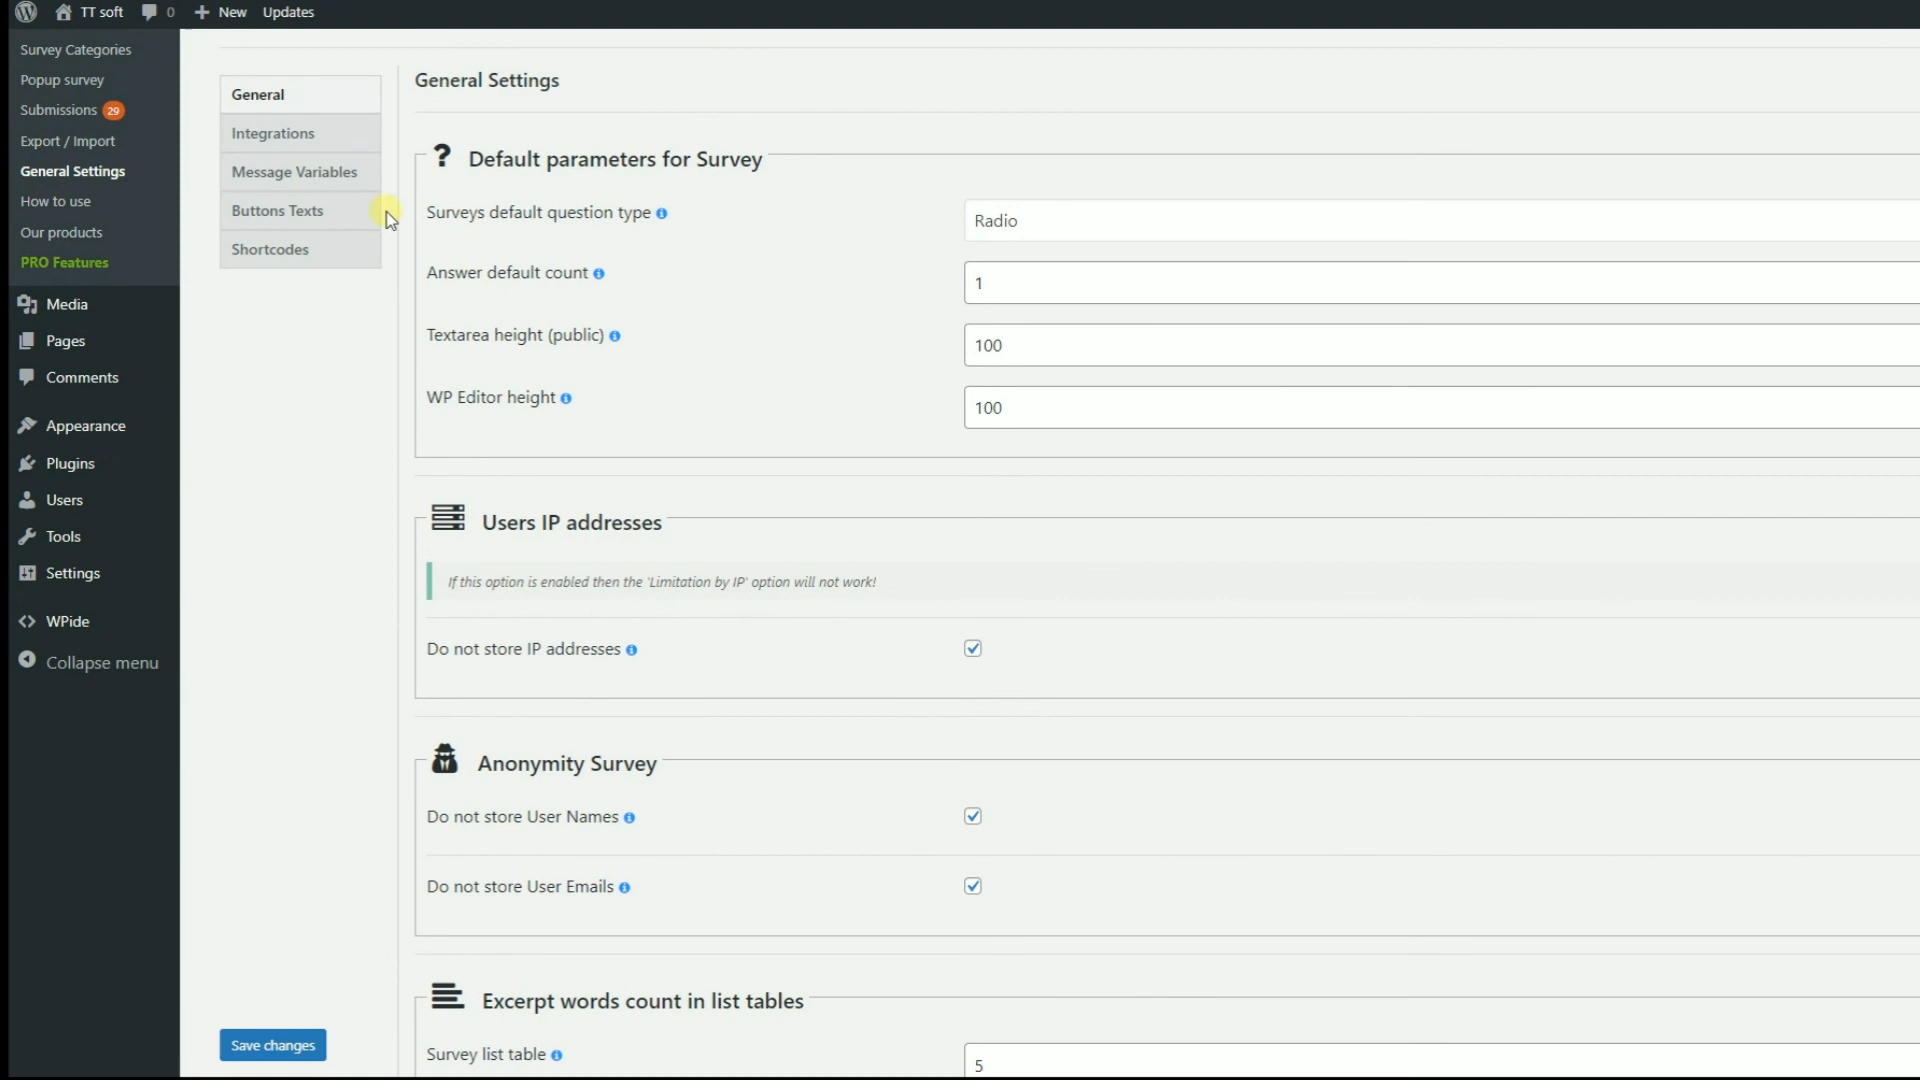 TT soft 0 New Updates
Survey Categories
Popup survey
Submissions 29
Export / Import
General Settings
How to use
Our products
PRO Features
Media
Pages
Comments
Appearance
Plugins
Users
Tools
Settings
WPide
Collapse menu
General
Integrations
Message Variables
Buttons Texts
Shortcodes
Save changes
General Settings
? Default parameters for Survey
Surveys default question type
Radio
Answer default count
1
Textarea height (public)
100
WP Editor height
100
Users IP addresses
If this option is enabled then the 'Limitation by IP' option will not work!
Do not store IP addresses
Anonymity Survey
Do not store User Names
Do not store User Emails
Excerpt words count in list tables
Survey list table
5